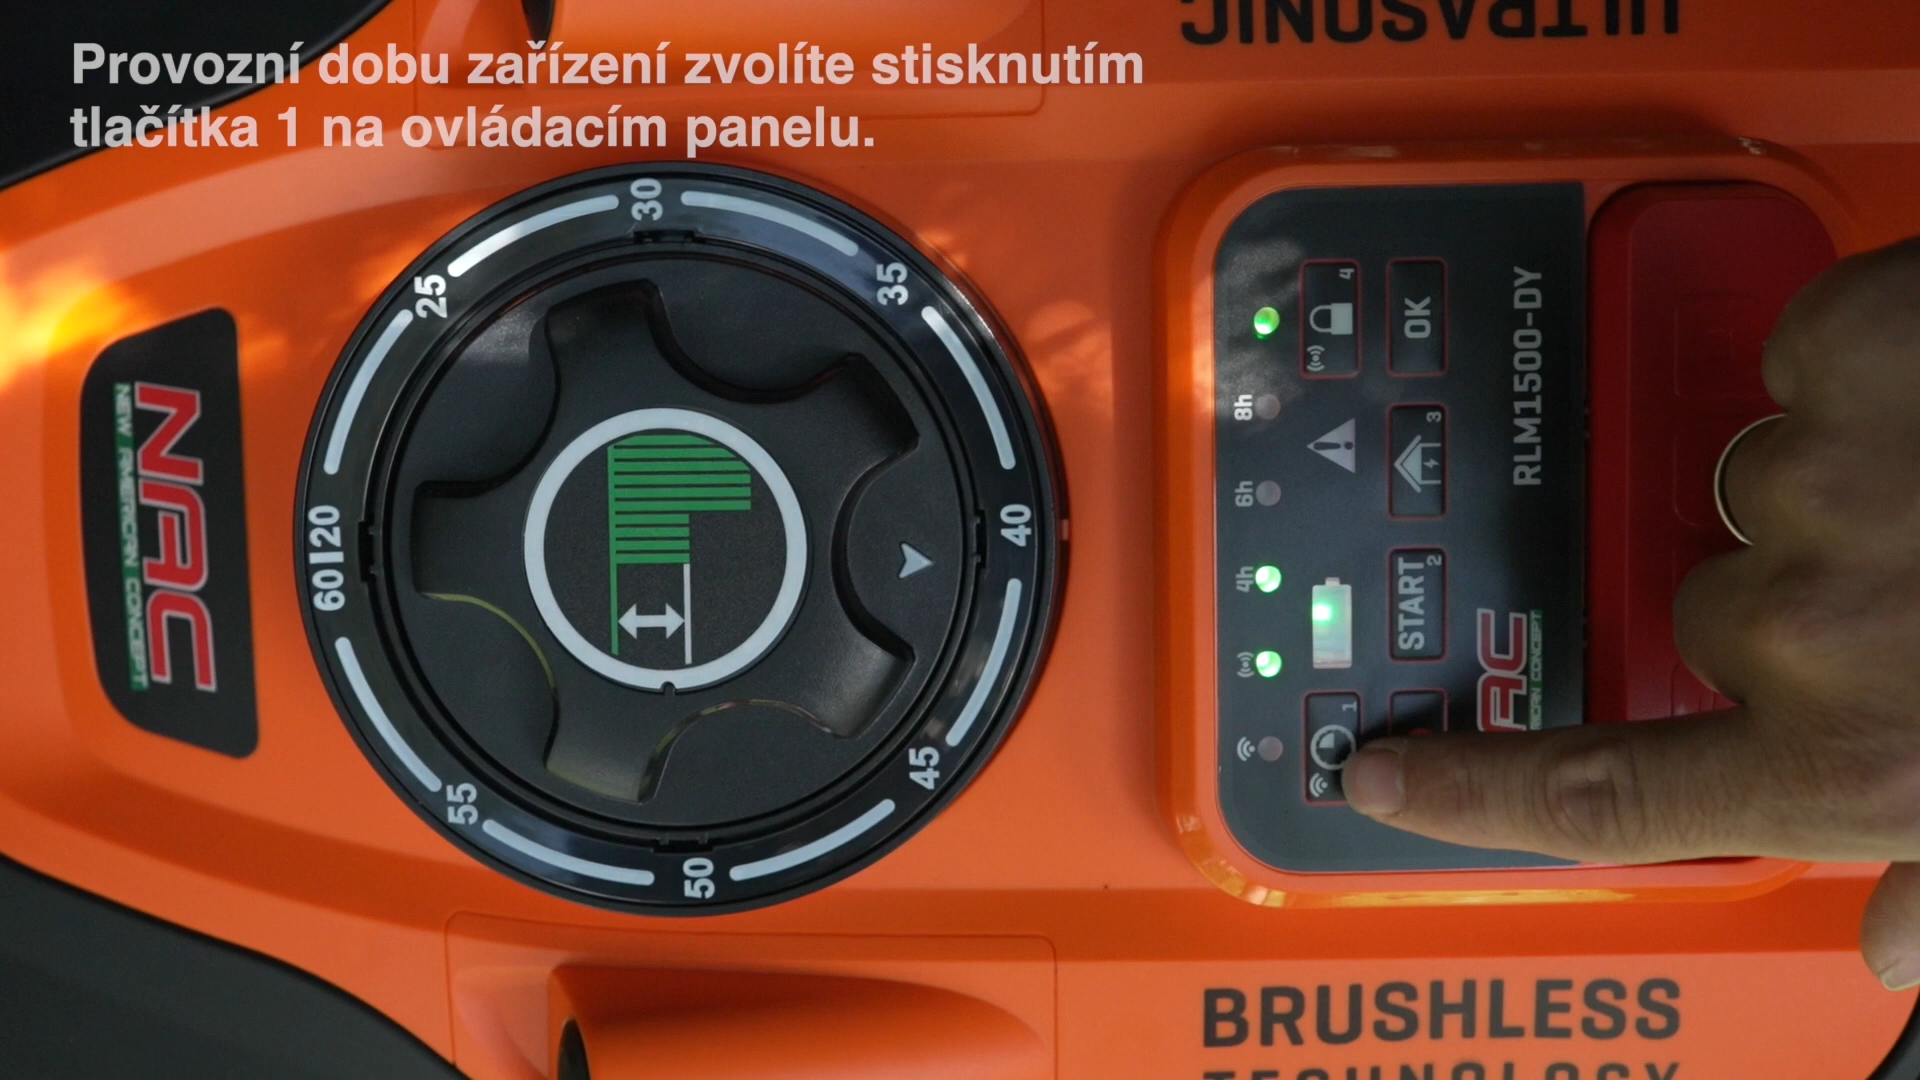 Provozní dobu zařízení zvolíte stisknutím
tlačítka 1 na ovládacím panelu.
ULTRASONIC
NAC
NEW AMERICAN CONCEPT
20
25
30
35
40
45
50
55
60
4h
6h
8h
1
START 2
3
4
OK
RLM1500-DY
BRUSHLESS
TECHNOLOGY